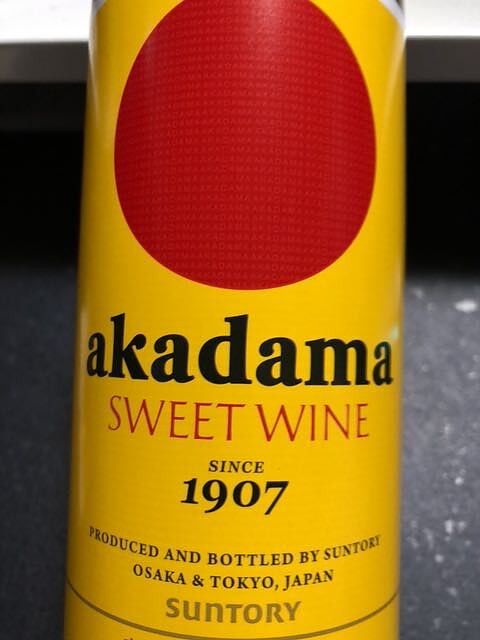 akadama
SWEET WINE
SINCE
1907
PRODUCED AND BOTTLED BY SUNTORY
OSAKA & TOKYO, JAPAN
SUNTORY